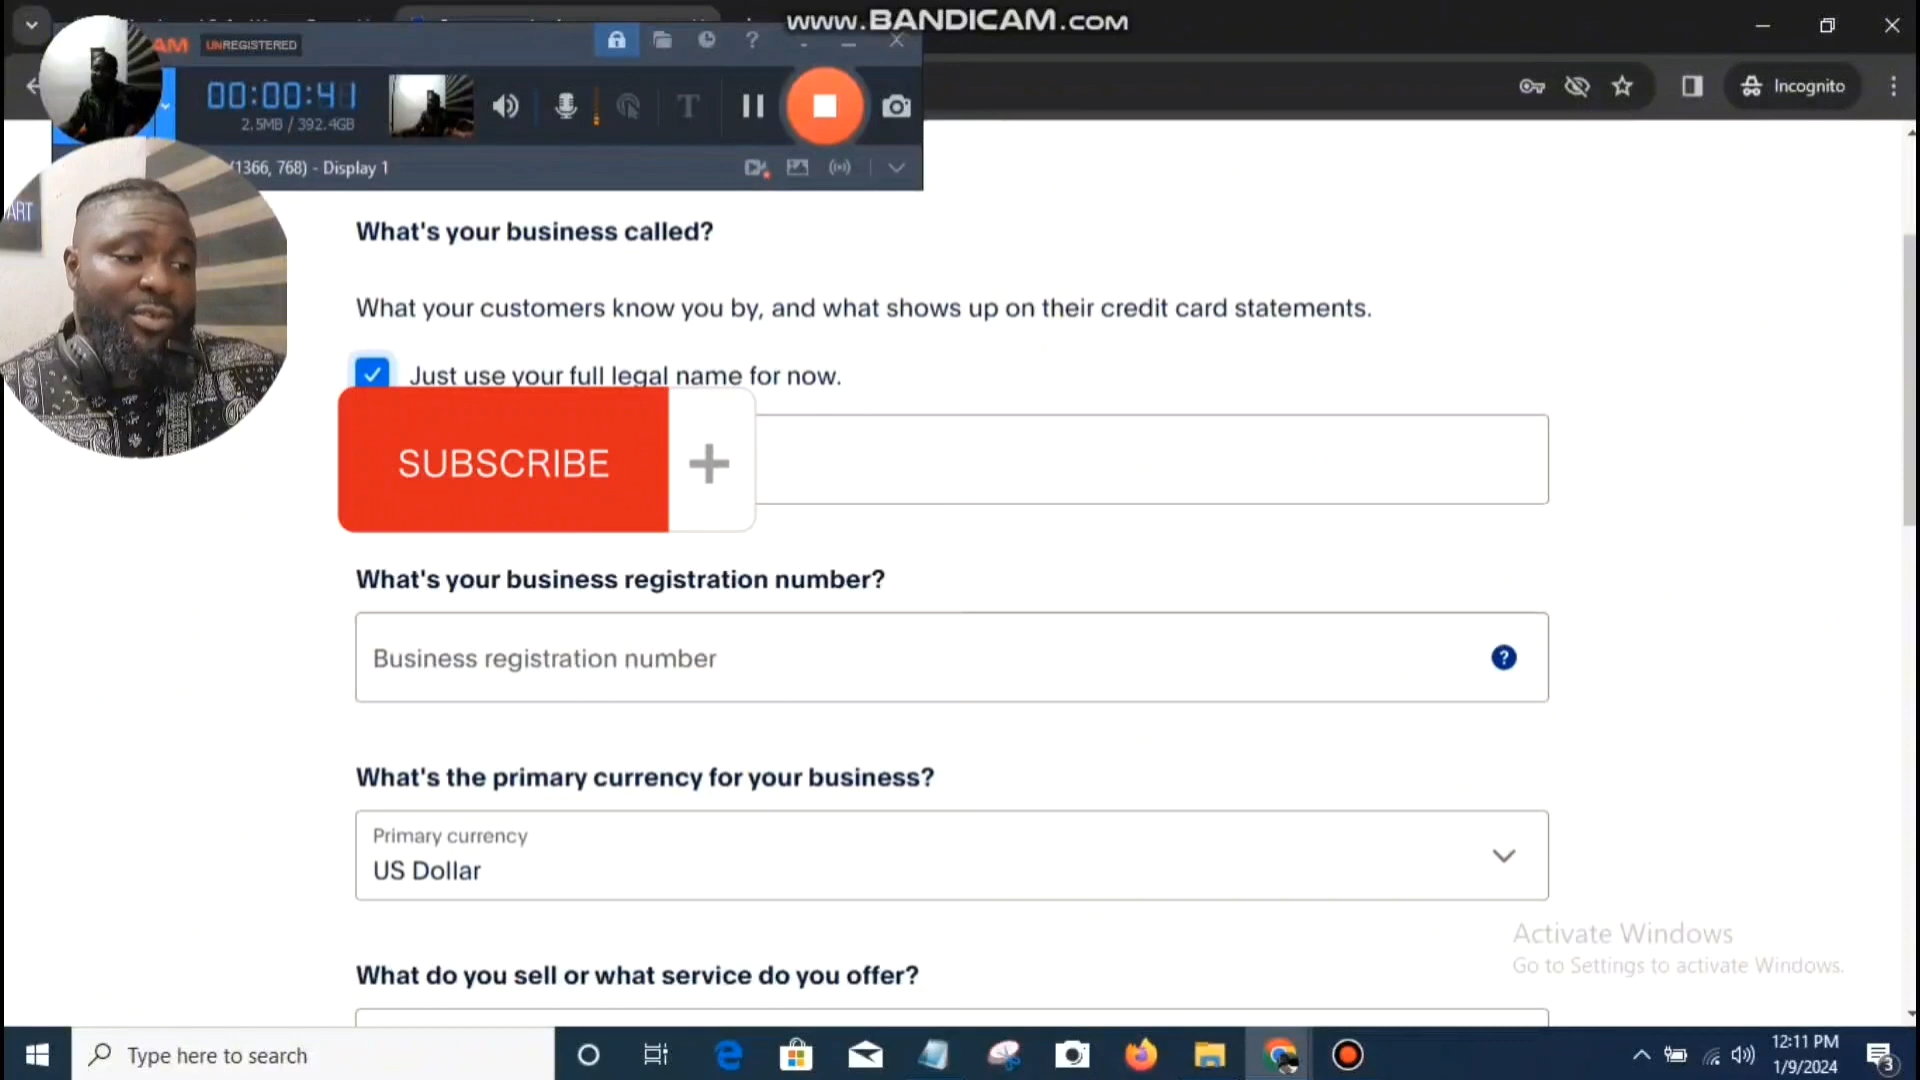 www.BANDICAM.com
AM UNREGISTERED
00:00:41
2.5MB / 392.4GB
T
Incognito
(1366, 768) - Display 1
ART
What's your business called?
What your customers know you by, and what shows up on their credit card statements.
Just use your full legal name for now.
SUBSCRIBE
What's your business registration number?
Business registration number
What's the primary currency for your business?
Primary currency
US Dollar
Activate Windows
Go to Settings to activate Windows.
What do you sell or what service do you offer?
Type here to search
12:11 PM
1/9/2024
3